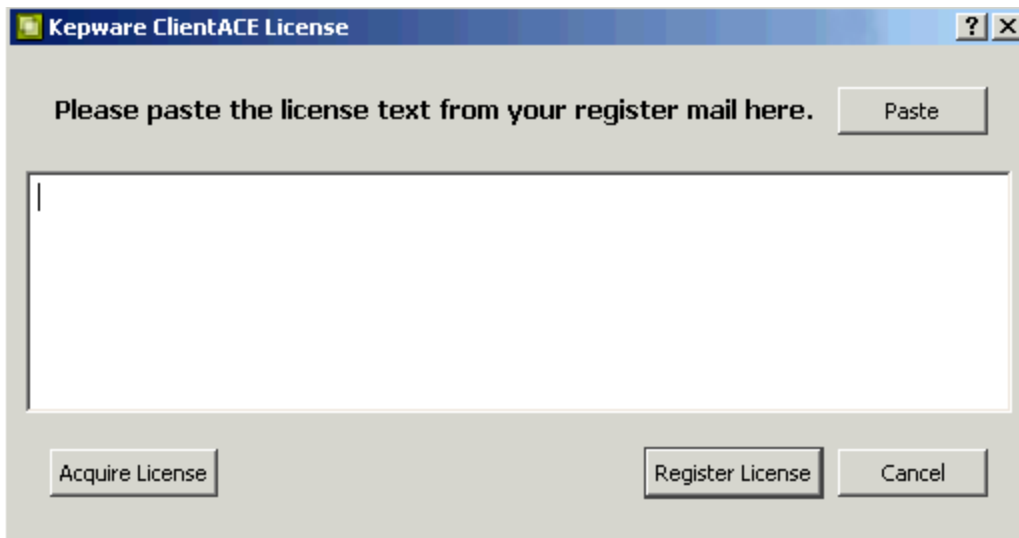 Kepware ClientACE License
Please paste the license text from your register mail here.
Paste
Acquire License
Register License
Cancel